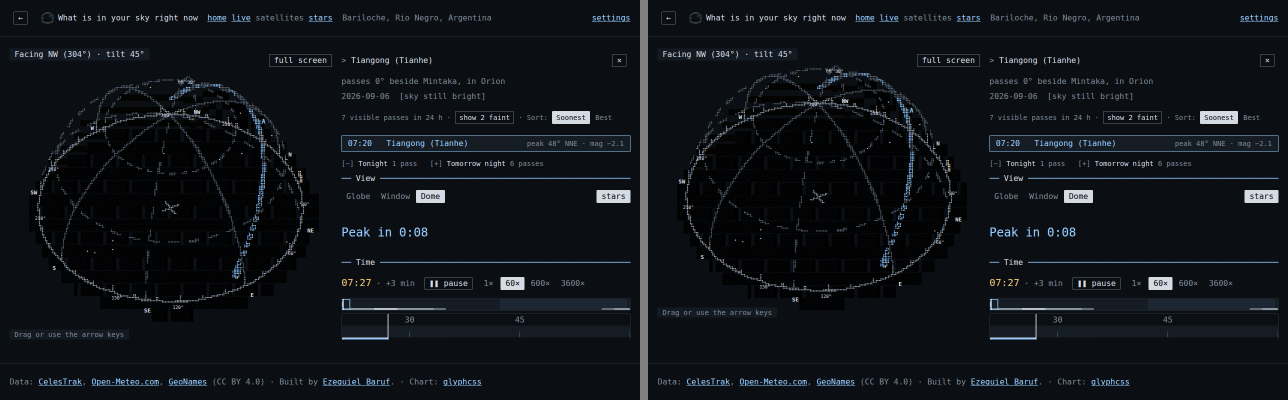 ← What is in your sky right now home live satellites stars Bariloche, Rio Negro, Argentina settings
Facing NW (304°) · tilt 45°
full screen
> Tiangong (Tianhe) ×
passes 0° beside Mintaka, in Orion
2026-09-06 [sky still bright]
7 visible passes in 24 h · show 2 faint · Sort: Soonest Best
07:20 Tiangong (Tianhe) peak 48° NNE · mag ~2.1
[−] Tonight 1 pass [+] Tomorrow night 6 passes
View
Globe Window Dome stars
Peak in 0:08
Time
07:27 · +3 min ❚❚ pause 1× 60× 600× 3600×
30 45
NW
W
N
SW
NE
S
E
SE
120°
Drag or use the arrow keys
Data: CelesTrak, Open-Meteo.com, GeoNames (CC BY 4.0) · Built by Ezequiel Baruf. · Chart: glyphcss
← What is in your sky right now home live satellites stars Bariloche, Rio Negro, Argentina settings
Facing NW (304°) · tilt 45°
full screen
> Tiangong (Tianhe) ×
passes 0° beside Mintaka, in Orion
2026-09-06 [sky still bright]
7 visible passes in 24 h · show 2 faint · Sort: Soonest Best
07:20 Tiangong (Tianhe) peak 48° NNE · mag ~2.1
[−] Tonight 1 pass [+] Tomorrow night 6 passes
View
Globe Window Dome stars
Peak in 0:08
Time
07:27 · +3 min ❚❚ pause 1× 60× 600× 3600×
30 45
NW
W
N
SW
NE
S
E
SE
120°
Drag or use the arrow keys
Data: CelesTrak, Open-Meteo.com, GeoNames (CC BY 4.0) · Built by Ezequiel Baruf. · Chart: glyphcss